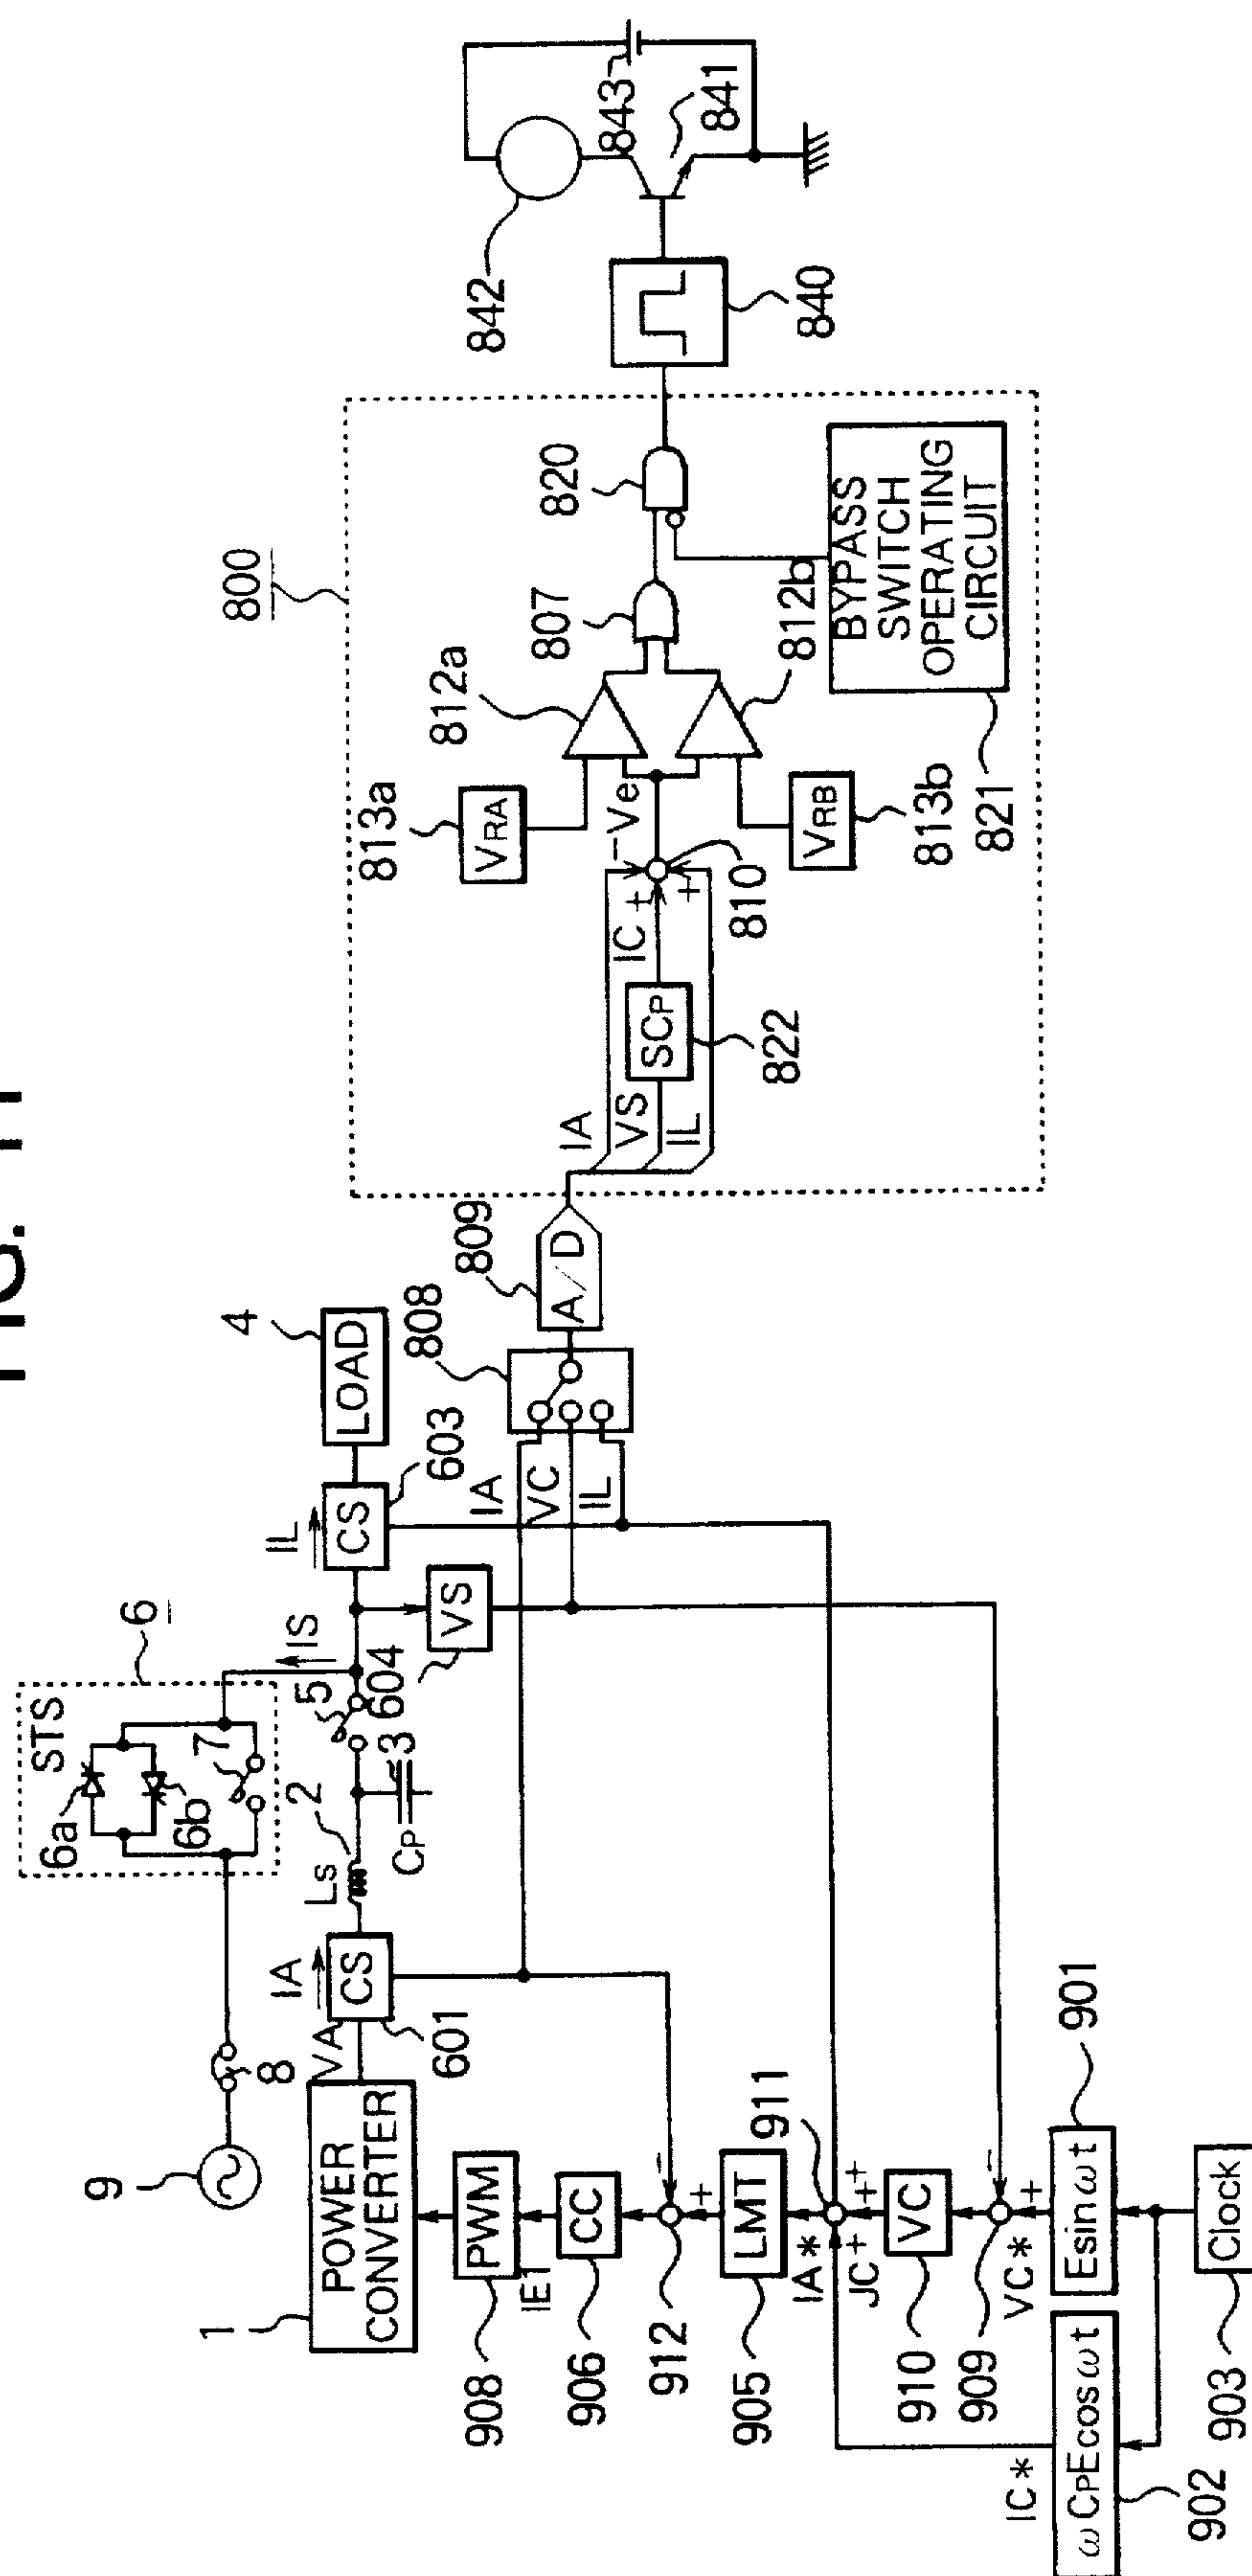 FIG. 11
9
8
STS
6a
6b
7
6
IS
1
POWER
CONVERTER
VA
IA
CS
601
Ls
2
CP
3
5
604
VS
IL
CS
603
LOAD
4
908
PWM
IE1
906
CC
912
-
+
905
LMT
IA*
911
JC
+
++
910
VC
909
-
+
VC*
Esin ωt
901
IC*
ωCPEcos ωt
902
Clock
903
IA
VC
IL
808
809
A/D
800
IA
VS
IL
SCP
822
IC
-
+
+
810
Ve
813a
VRA
813b
VRB
812a
812b
807
820
BYPASS
SWITCH
OPERATING
CIRCUIT
821
840
841
842
843